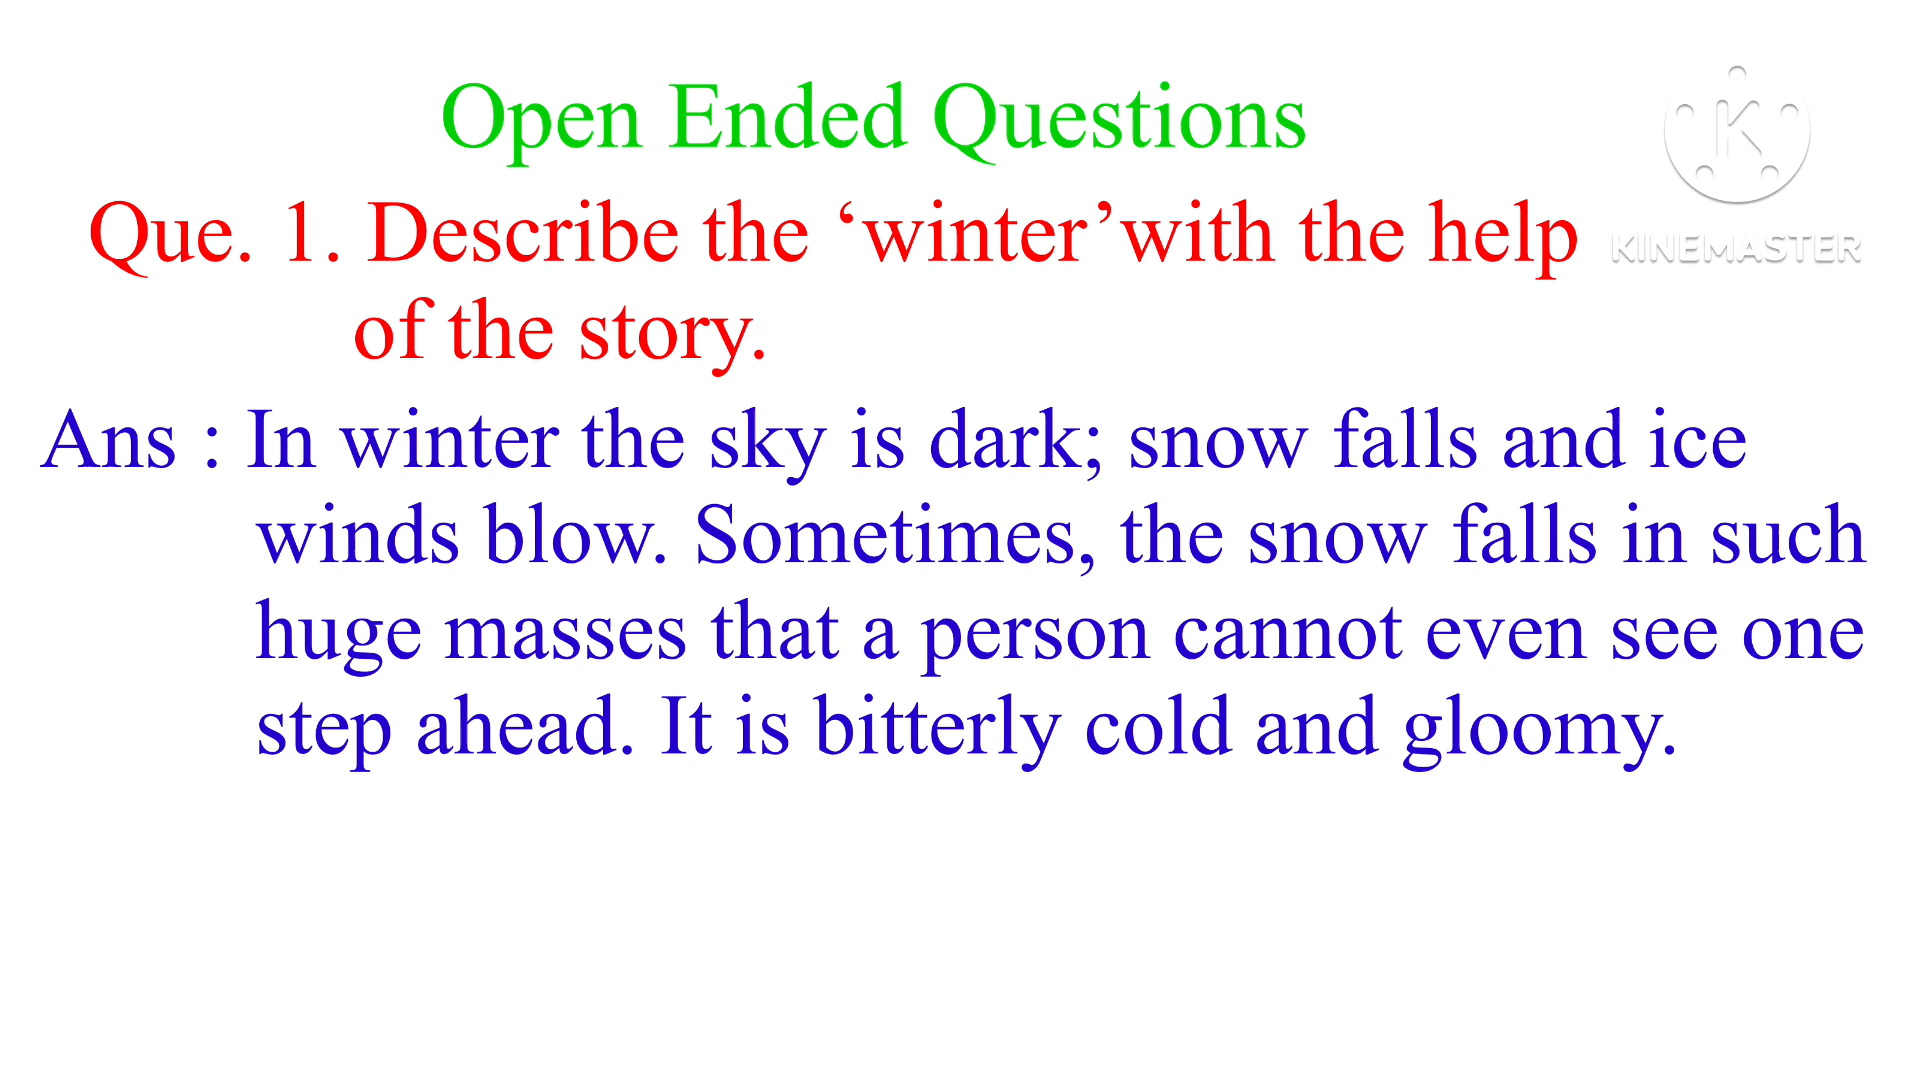 Open Ended Questions
K
KINEMASTER
Que. 1. Describe the ‘winter’with the help
of the story.
Ans : In winter the sky is dark; snow falls and ice
winds blow. Sometimes, the snow falls in such
huge masses that a person cannot even see one
step ahead. It is bitterly cold and gloomy.